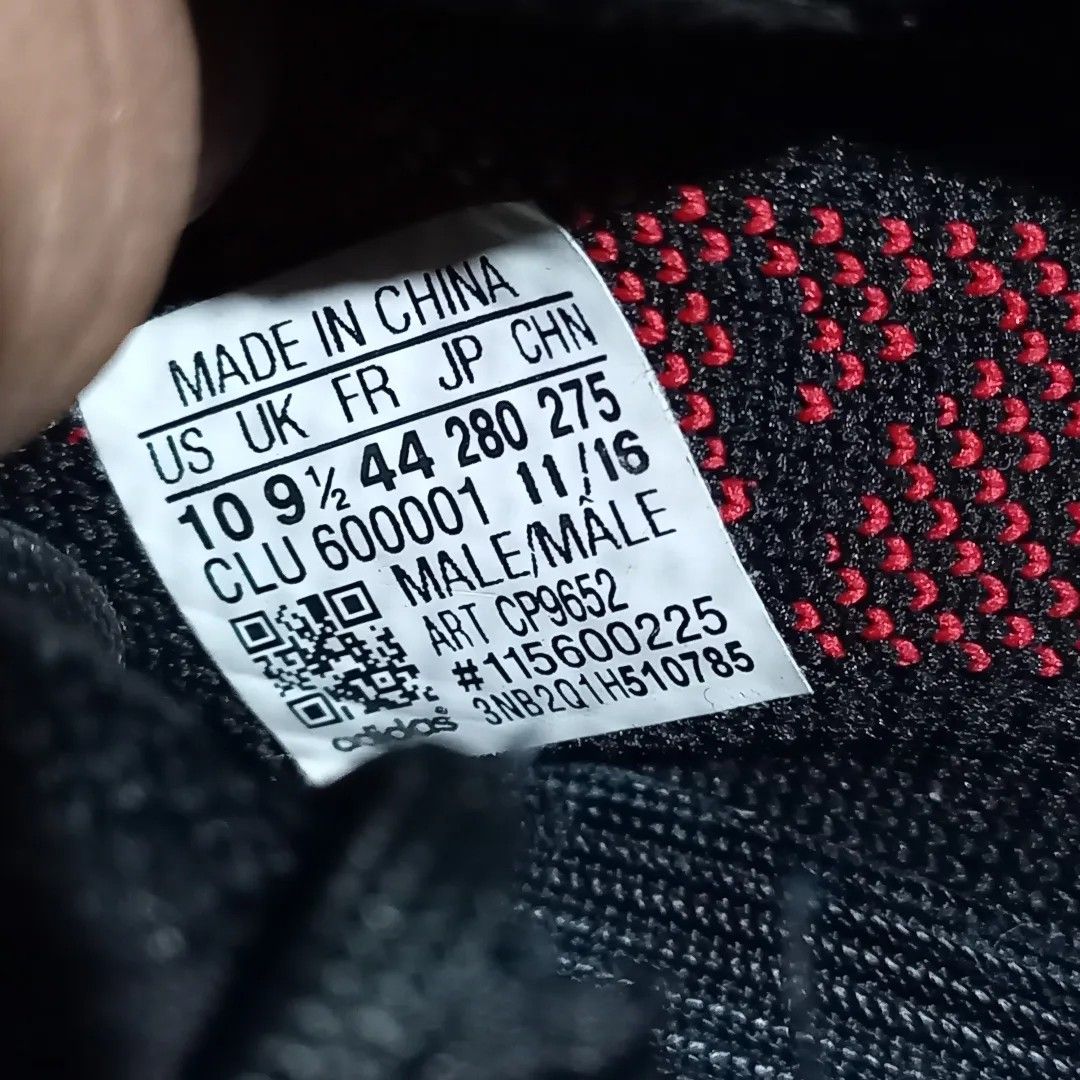 MADE IN CHINA
US UK FR JP CHN
10 9½ 44 280 275
CLU 600001 11/16
MALE/MÂLE
ART CP9652
#115600225
3NB2Q1H510785
adidas®